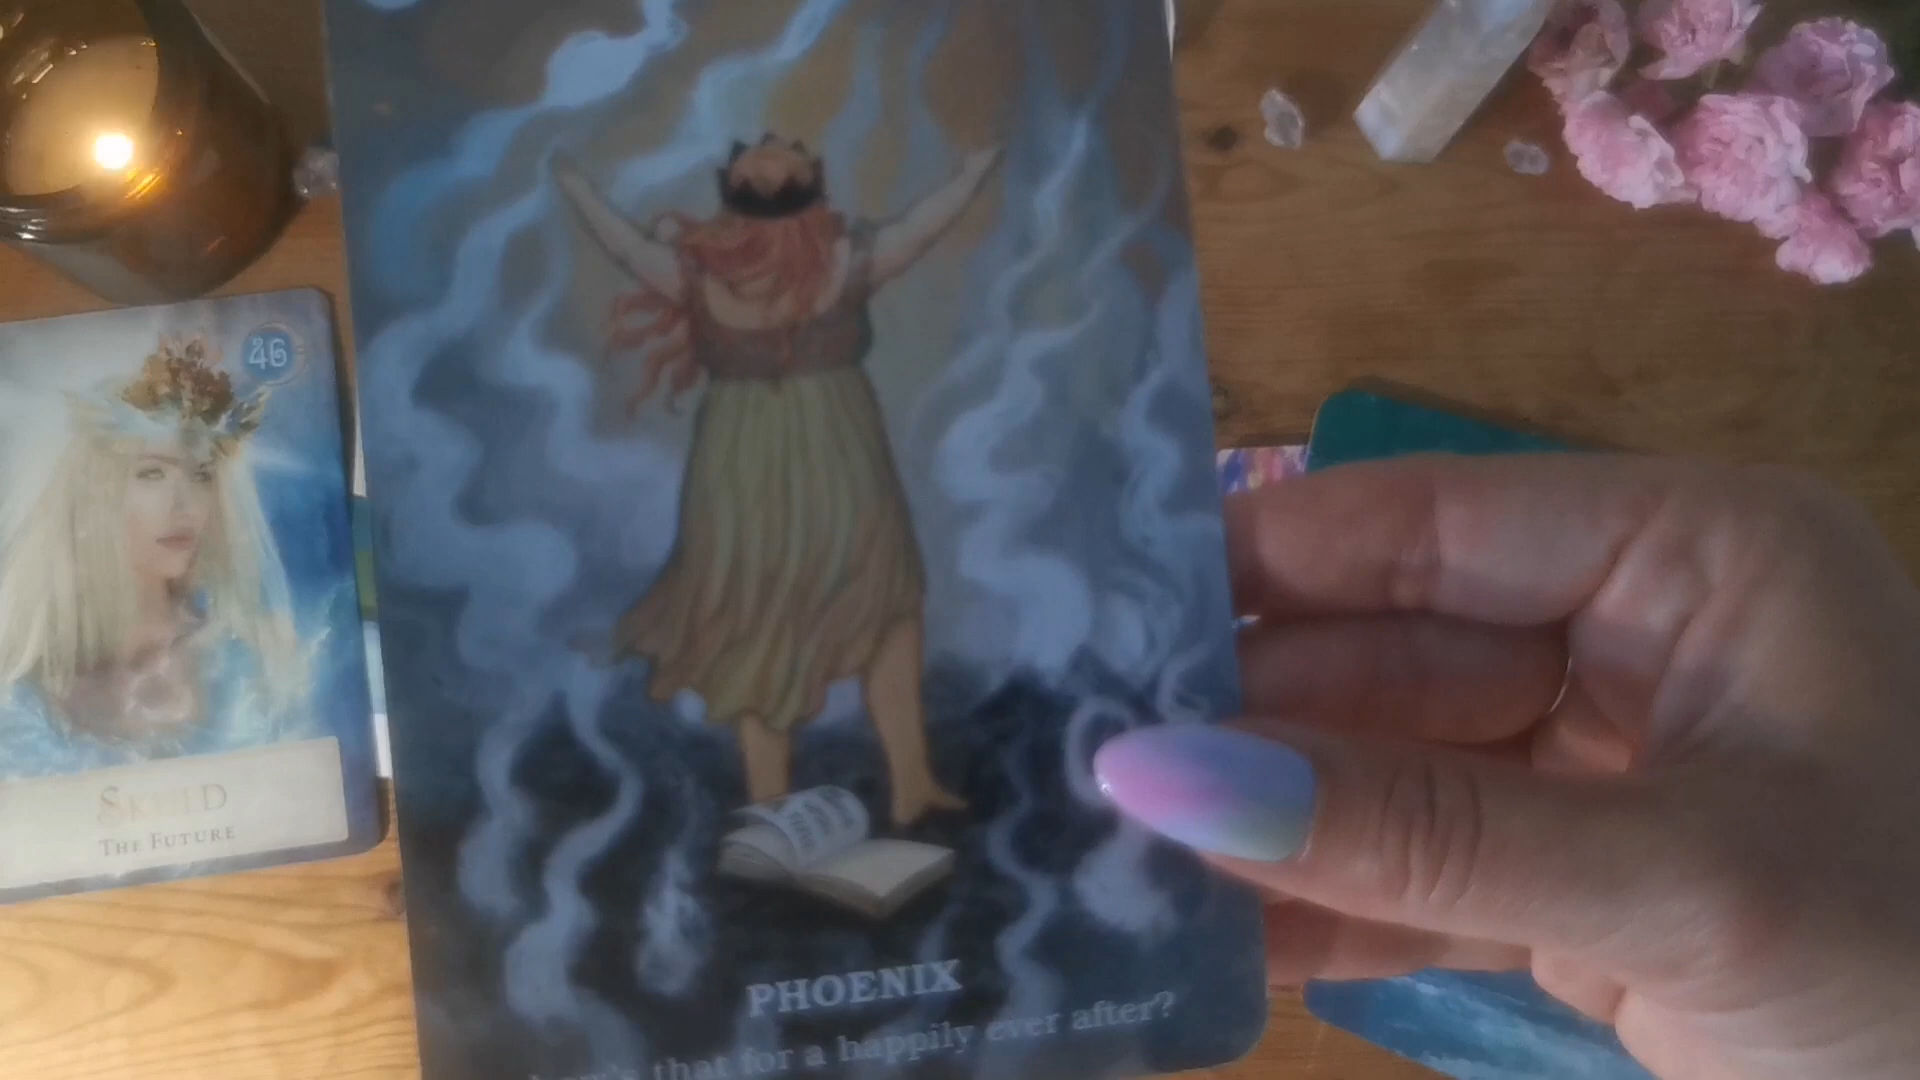 46
SKULD
THE FUTURE
PHOENIX
that for a happily ever after?